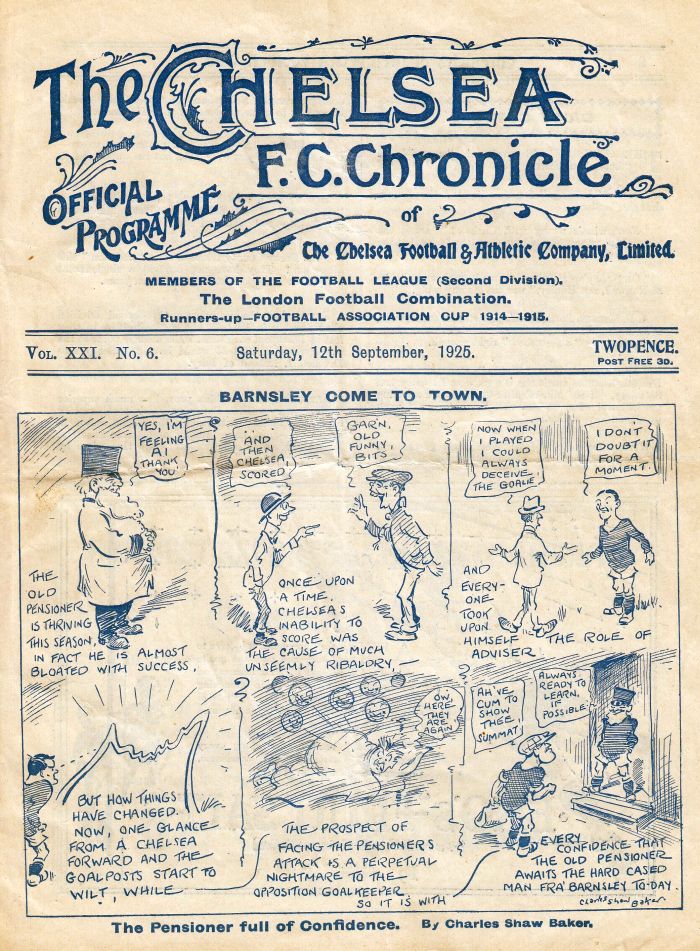 The CHELSEA
F.C. Chronicle
OFFICIAL
PROGRAMME
of
The Chelsea Football & Athletic Company, Limited.
MEMBERS OF THE FOOTBALL LEAGUE (Second Division).
The London Football Combination.
Runners-up—FOOTBALL ASSOCIATION CUP 1914—1915.
VOL. XXI. No. 6.
Saturday, 12th September, 1925.
TWOPENCE.
POST FREE 3D.
BARNSLEY COME TO TOWN.
YES, I'M
FEELING
A1
THANK
YOU
THE
OLD
PENSIONER
IS THRIVING
THIS SEASON,
IN FACT HE IS ALMOST
BLOATED WITH SUCCESS,
AND
THEN
CHELSEA
SCORED
GARN,
OLD
FUNNY
BITS
ONCE UPON
A TIME,
CHELSEA'S
INABILITY TO
SCORE WAS
THE CAUSE OF MUCH
UNSEEMLY RIBALDRY,—
NOW WHEN
I PLAYED
I COULD
ALWAYS
DECEIVE
THE GOALIE
I DON'T
DOUBT IT
FOR A
MOMENT.
AND
EVERY-
ONE
TOOK
UPON
HIMSELF THE ROLE OF
ADVISER.
BUT HOW THINGS
HAVE CHANGED.
NOW, ONE GLANCE
FROM A CHELSEA
FORWARD AND THE
GOALPOSTS START TO
WILT, WHILE
OW,
HERE
THEY
ARE
AGAIN
THE PROSPECT OF
FACING THE PENSIONERS
ATTACK IS A PERPETUAL
NIGHTMARE TO THE
OPPOSITION GOALKEEPER.
SO IT IS WITH
AH'VE
CUM TO
SHOW
THEE
SUMMAT
ALWAYS
READY TO
LEARN,
IF
POSSIBLE
EVERY
CONFIDENCE THAT
THE OLD PENSIONER
AWAITS THE HARD CASED
MAN FRA' BARNSLEY TO-DAY.
Charles Shaw Baker
The Pensioner full of Confidence. By Charles Shaw Baker.